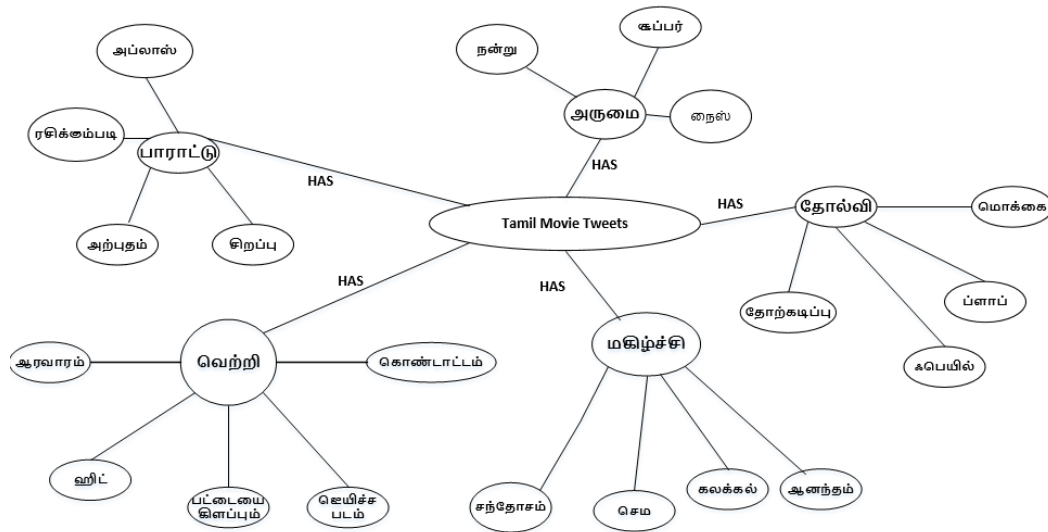 அப்லாஸ்
ரசிக்கும்படி
பாராட்டு
அற்புதம்
சிறப்பு
HAS
நன்று
சூப்பர்
அருமை
நைஸ்
HAS
Tamil Movie Tweets
HAS
தோல்வி
மொக்கை
தோற்கடிப்பு
ப்ளாப்
ஃபெயில்
HAS
வெற்றி
ஆரவாரம்
கொண்டாட்டம்
ஹிட்
பட்டையை
கிளப்பும்
ஜெயிச்ச
படம்
HAS
மகிழ்ச்சி
சந்தோசம்
செம
கலக்கல்
ஆனந்தம்